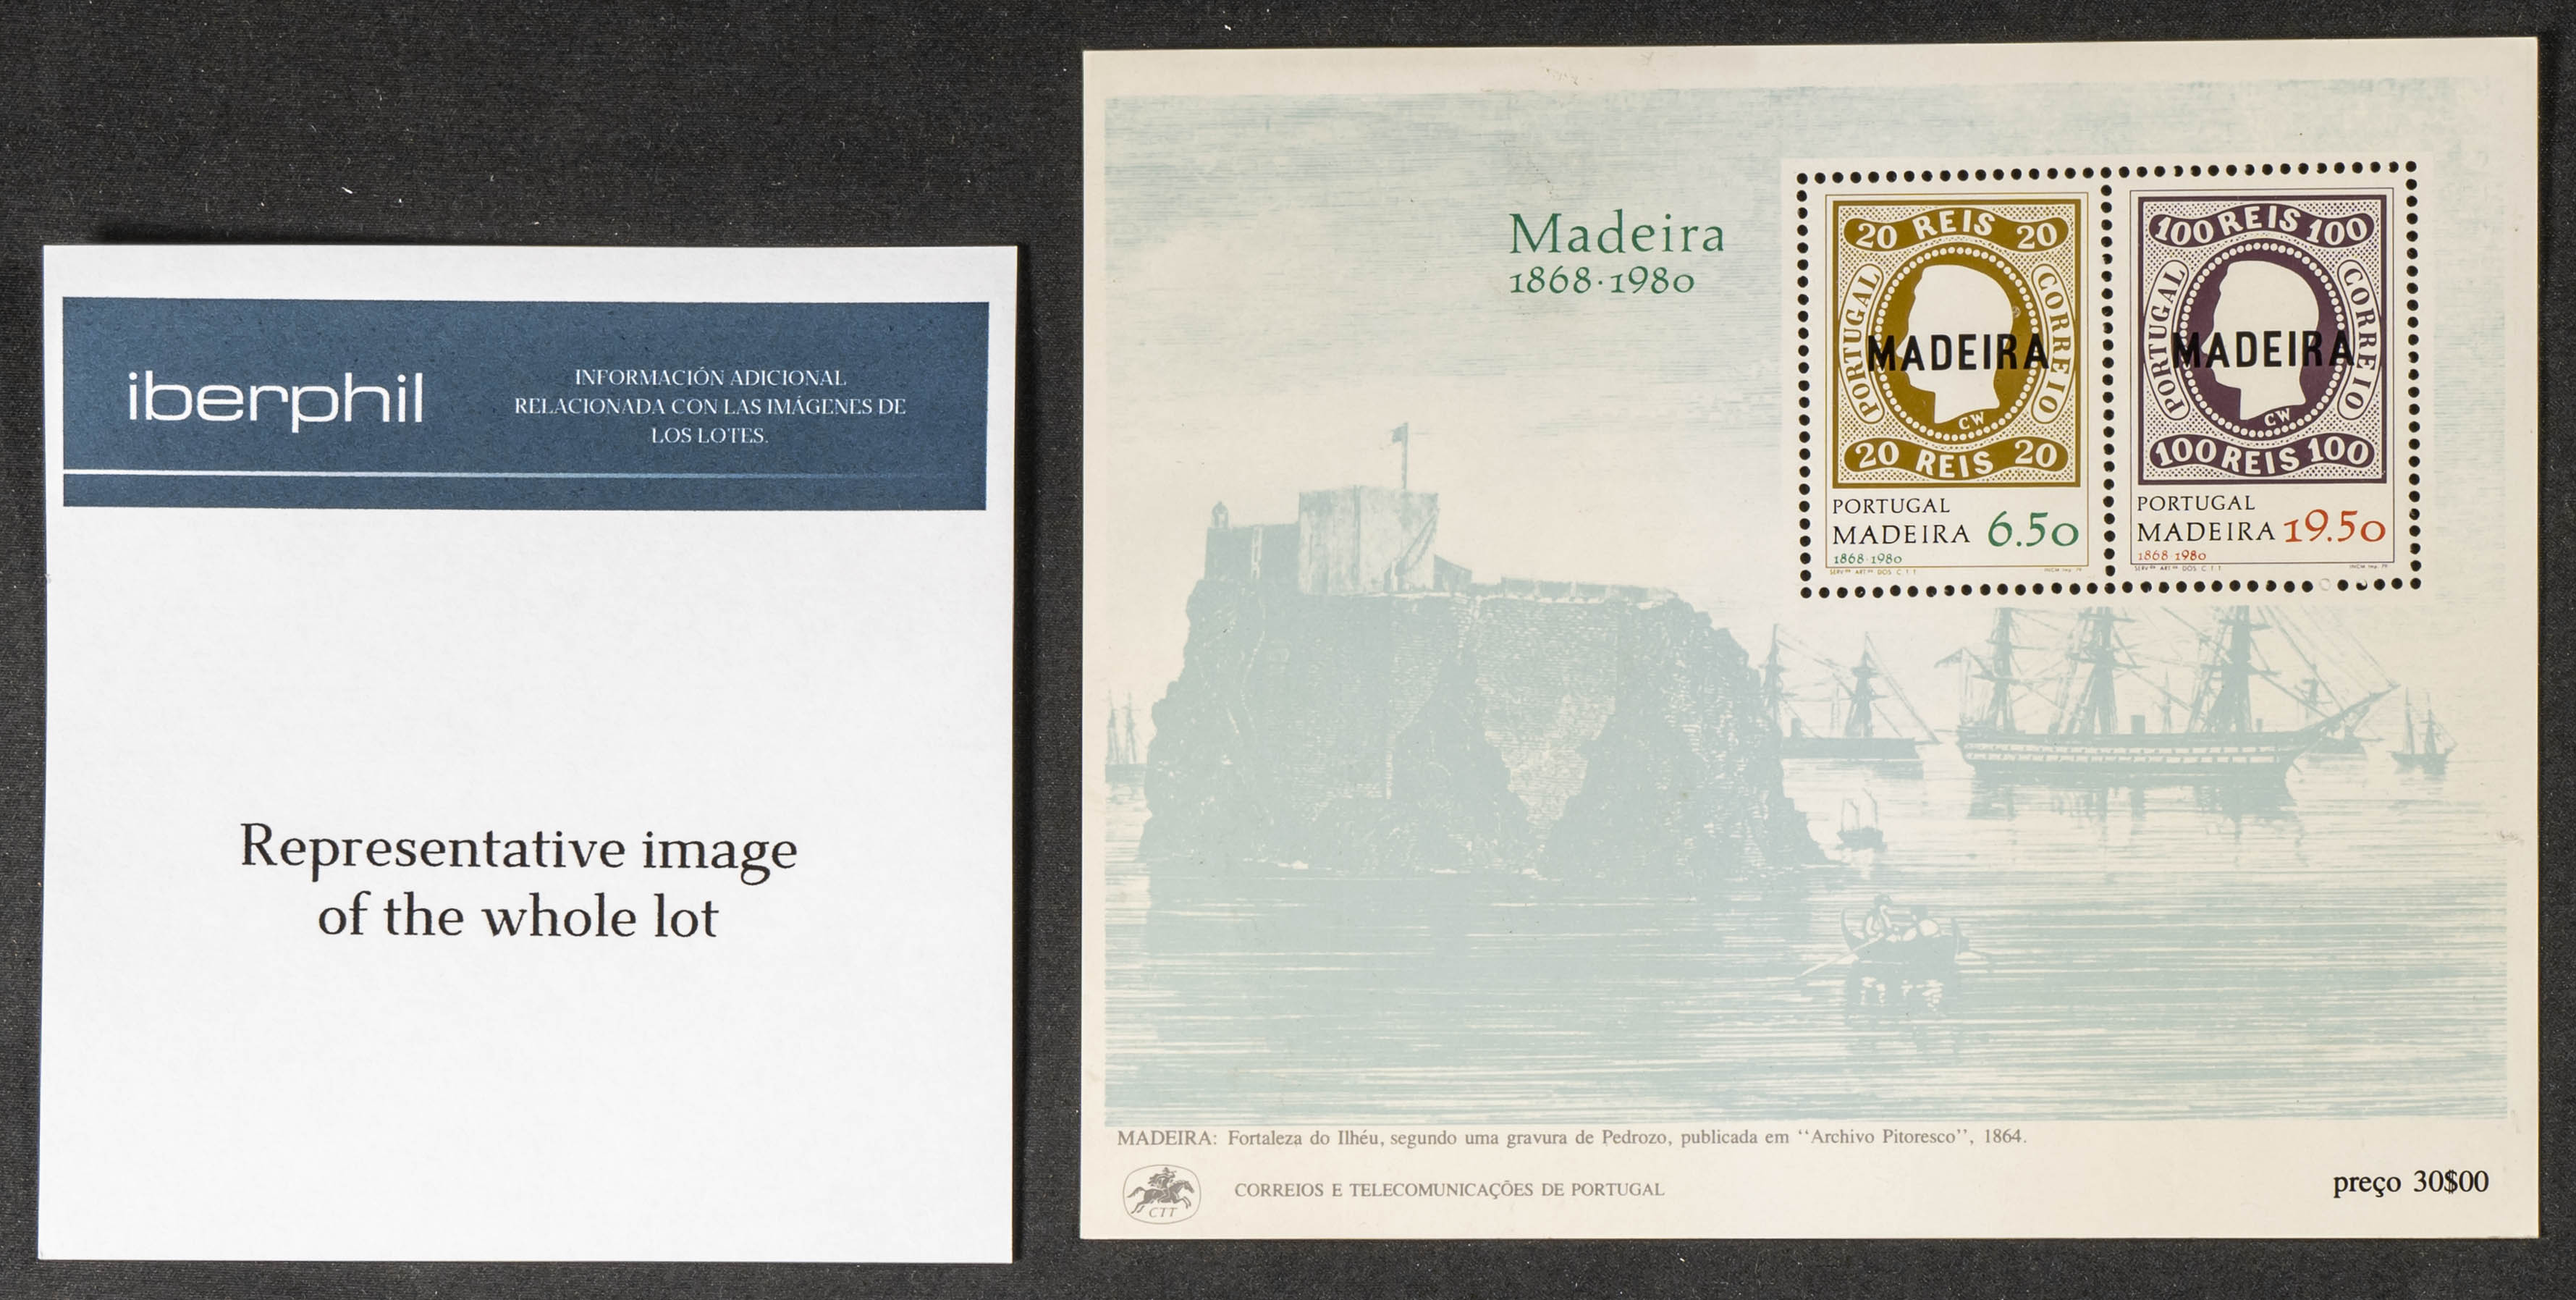 iberphil
INFORMACIÓN ADICIONAL
RELACIONADA CON LAS IMÁGENES DE
LOS LOTES.
Representative image
of the whole lot
Madeira
1868·1980
20 REIS 20
PORTUGAL
CORREIO
MADEIRA
CW
20 REIS 20
PORTUGAL
MADEIRA 6.50
1868·1980
100 REIS 100
PORTUGAL
CORREIO
MADEIRA
CW
100 REIS 100
PORTUGAL
MADEIRA 19.50
1868·1980
MADEIRA: Fortaleza do Ilhéu, segundo uma gravura de Pedrozo, publicada em ‘‘Archivo Pitoresco’’, 1864.
CTT
CORREIOS E TELECOMUNICAÇÕES DE PORTUGAL
preço 30$00